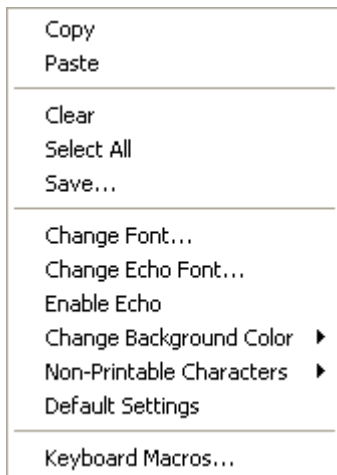 Copy
Paste
Clear
Select All
Save...
Change Font...
Change Echo Font...
Enable Echo
Change Background Color
Non-Printable Characters
Default Settings
Keyboard Macros...